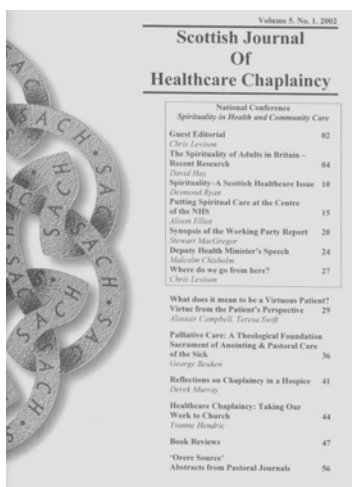 Volume 5. No. 1. 2002
Scottish Journal
Of
Healthcare Chaplaincy
National Conference
Spirituality in Health and Community Care
Guest Editorial 02
Chris Levison
The Spirituality of Adults in Britain –
Recent Research 04
David Hay
Spirituality–A Scottish Healthcare Issue 10
Desmond Ryan
Putting Spiritual Care at the Centre
of the NHS 15
Alison Elliot
Synopsis of the Working Party Report 20
Stewart MacGregor
Deputy Health Minister's Speech 24
Malcolm Chisholm
Where do we go from here? 27
Chris Levison
What does it mean to be a Virtuous Patient?
Virtue from the Patient's Perspective 29
Alastair Campbell, Teresa Swift
Palliative Care: A Theological Foundation
Sacrament of Anointing & Pastoral Care
of the Sick 36
George Beuken
Reflections on Chaplaincy in a Hospice 41
Derek Murray
Healthcare Chaplaincy: Taking Our
Work to Church 44
Yvonne Hendrie
Book Reviews 47
'Orere Source'
Abstracts from Pastoral Journals 56
SACH • SACH • SACH
SACH • SACH
SACH • SACH